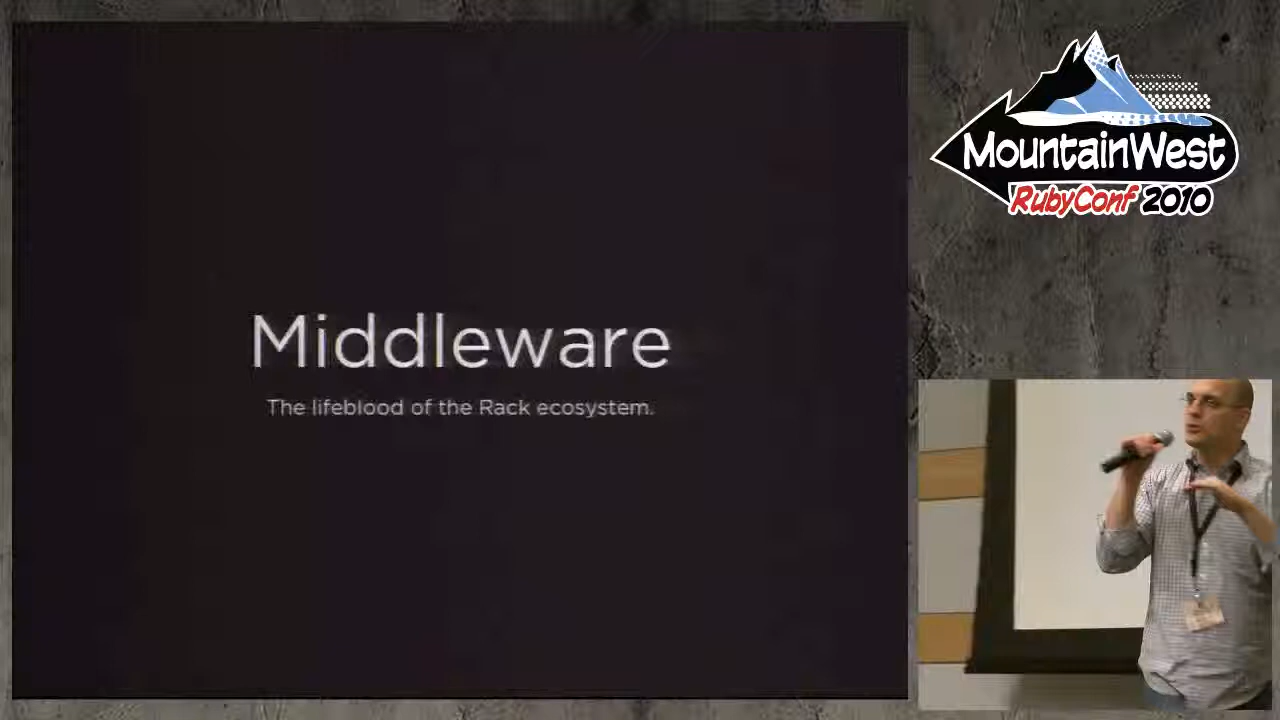 Middleware
The lifeblood of the Rack ecosystem.
MountainWest
RubyConf 2010